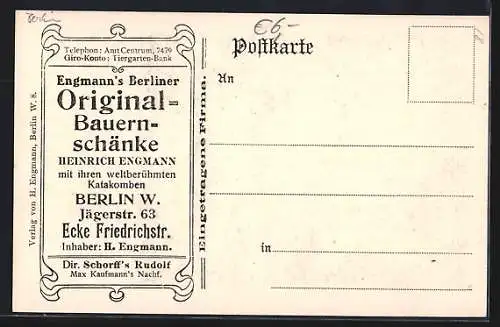 Berlin
€6,-
Telephon: Amt Centrum, 7479
Giro-Konto: Tiergarten-Bank
Engmann's Berliner
Original-
Bauern-
schänke
HEINRICH ENGMANN
mit ihren weltberühmten
Katakomben
BERLIN W.
Jägerstr. 63
Ecke Friedrichstr.
Inhaber: H. Engmann.
Dir. Schorff's Rudolf
Max Kaufmann's Nachf.
Verlag von H. Engmann, Berlin W. 8.
Eingetragene Firma.
Postkarte
An
in